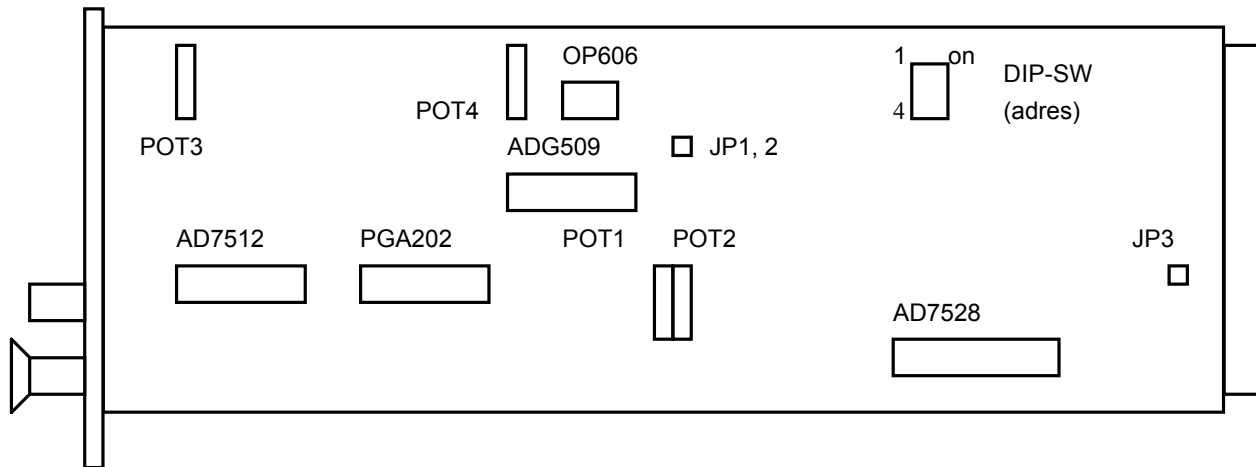 OP606
1 on
DIP-SW
POT4
4
(adres)
POT3
ADG509
JP1, 2
AD7512
PGA202
POT1
POT2
JP3
AD7528